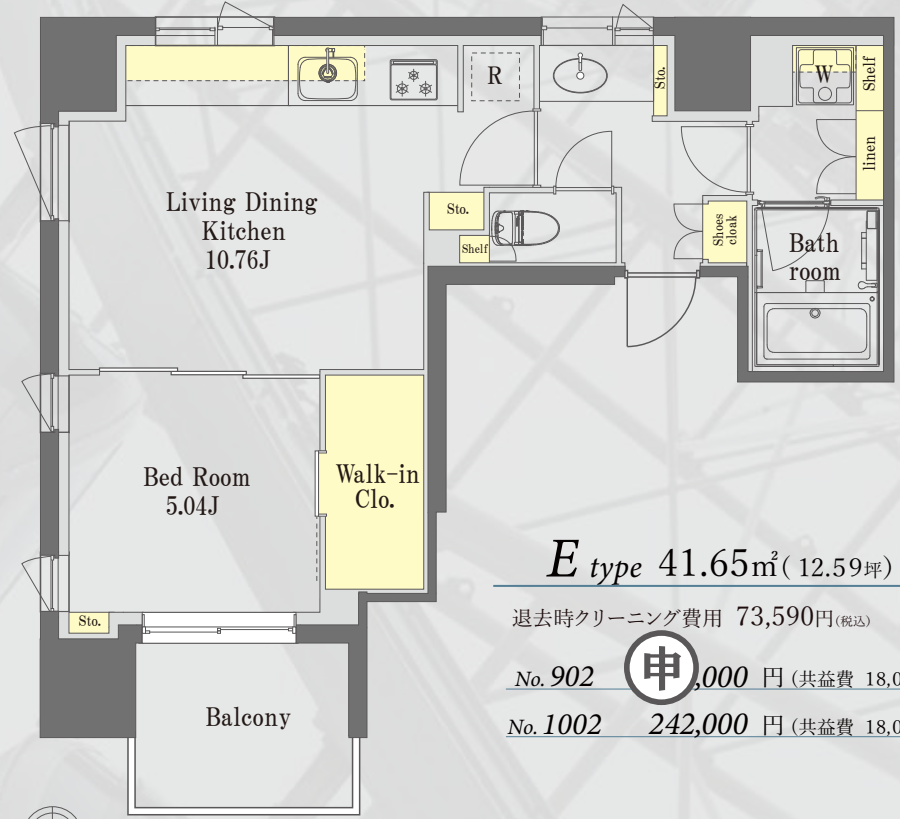 R
Sto.
W
Shelf
linen
Living Dining
Kitchen
10.76J
Sto.
Shelf
Shoes
cloak
Bath
room
Bed Room
5.04J
Walk-in
Clo.
Sto.
Balcony
E type 41.65㎡( 12.59坪)
退去時クリーニング費用 73,590円(税込)
No. 902 申 ,000 円 (共益費 18,0
No. 1002 242,000 円 (共益費 18,0